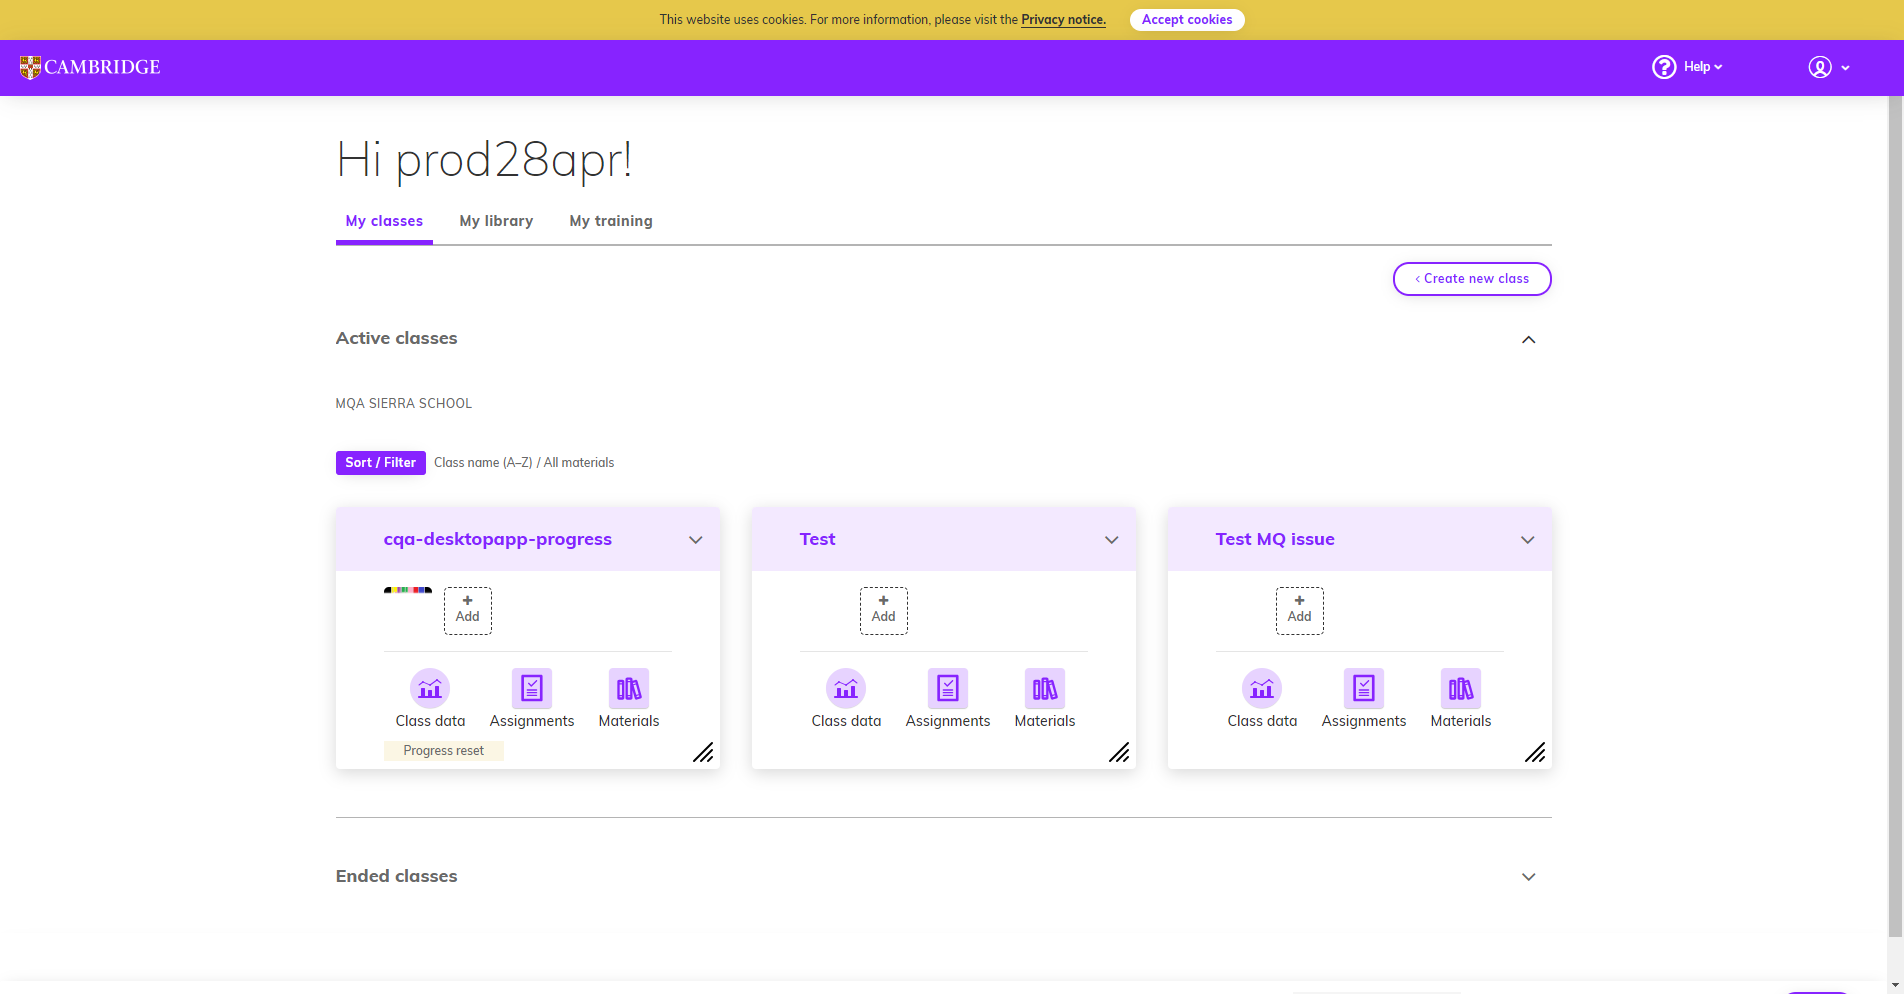 This website uses cookies. For more information, please visit the Privacy notice. Accept cookies
CAMBRIDGE
Help
Hi prod28apr!
My classes My library My training
‹ Create new class
Active classes
MQA SIERRA SCHOOL
Sort / Filter Class name (A–Z) / All materials
cqa-desktopapp-progress
+ Add
Class data Assignments Materials
Progress reset
Test
+ Add
Class data Assignments Materials
Test MQ issue
+ Add
Class data Assignments Materials
Ended classes